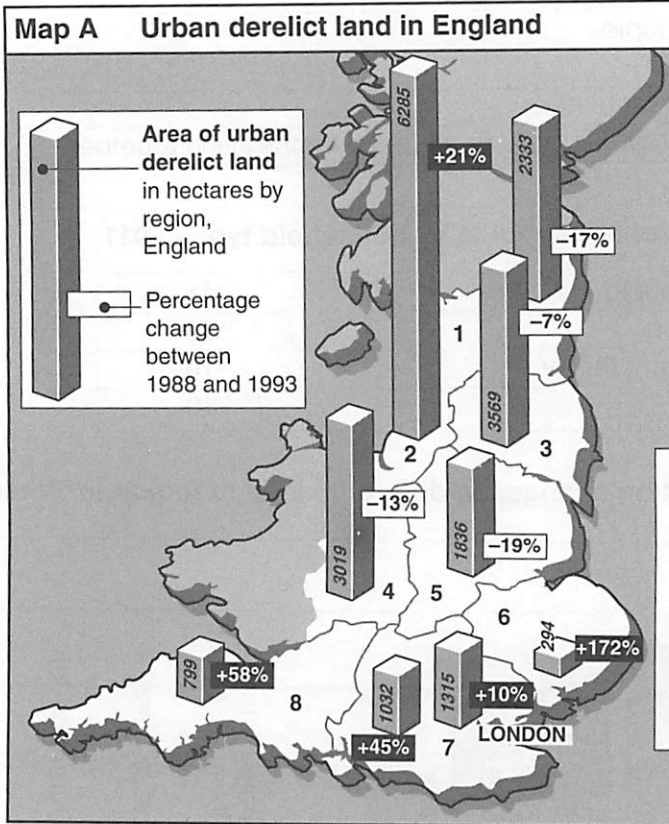 Map A Urban derelict land in England
Area of urban
derelict land
in hectares by
region,
England
Percentage
change
between
1988 and 1993
6285
+21%
2333
–17%
1
–7%
3569
2
3
–13%
3019
1836
–19%
4
5
6
294
+172%
799
+58%
8
1032
+45%
1315
+10%
LONDON
7